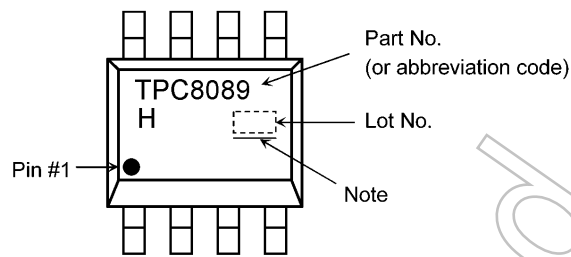 Part No.
(or abbreviation code)
TPC8089
H
Lot No.
Pin #1
Note